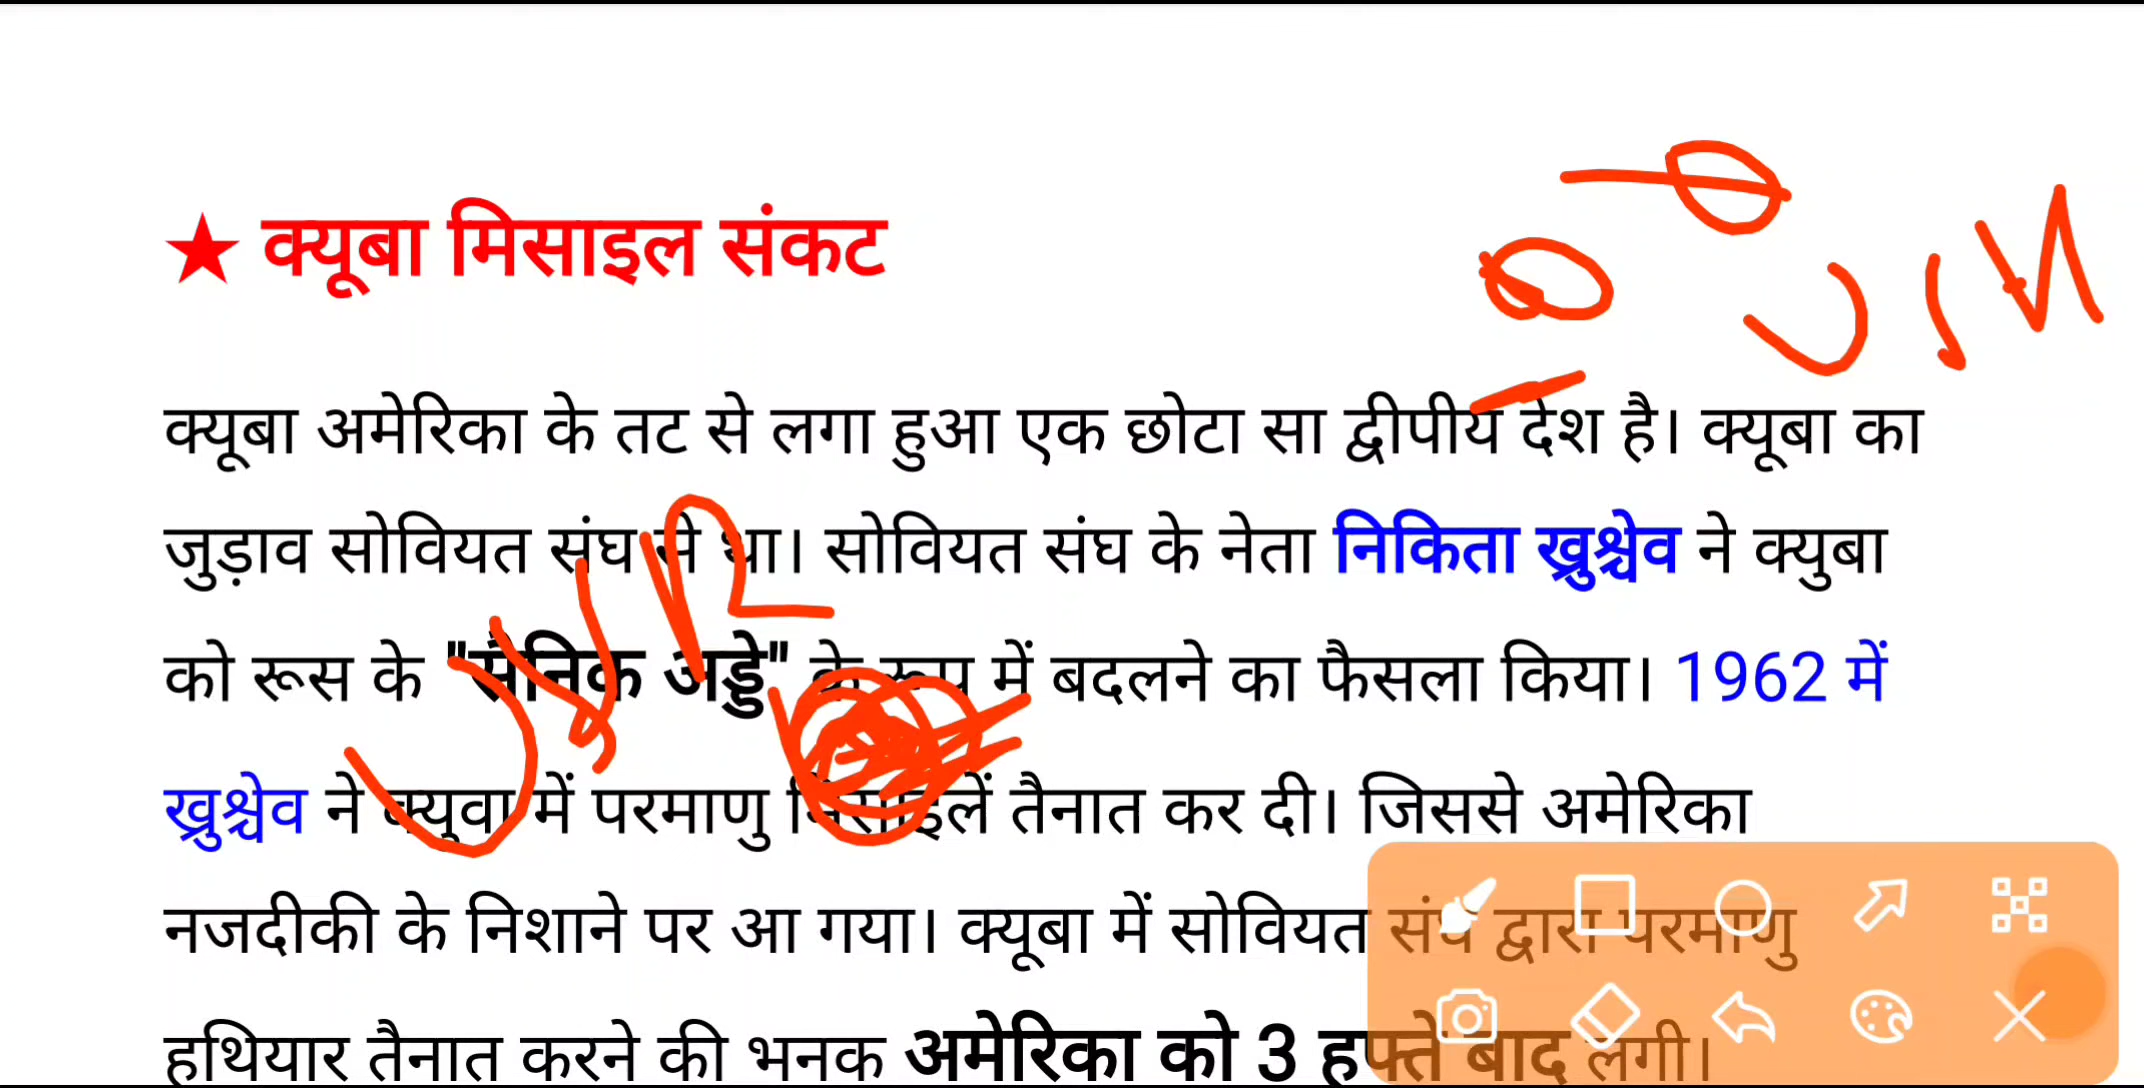 ★ क्यूबा मिसाइल संकट
क्यूबा अमेरिका के तट से लगा हुआ एक छोटा सा द्वीपीय देश है। क्यूबा का
जुड़ाव सोवियत संघ से था। सोवियत संघ के नेता निकिता ख्रुश्चेव ने क्युबा
को रूस के "सैनिक अड्डे" के रूप में बदलने का फैसला किया। 1962 में
ख्रुश्चेव ने क्युवा में परमाणु मिसाइलें तैनात कर दी। जिससे अमेरिका
नजदीकी के निशाने पर आ गया। क्यूबा में सोवियत संघ द्वारा परमाणु
हथियार तैनात करने की भनक अमेरिका को 3 हफ्ते बाद लगी।